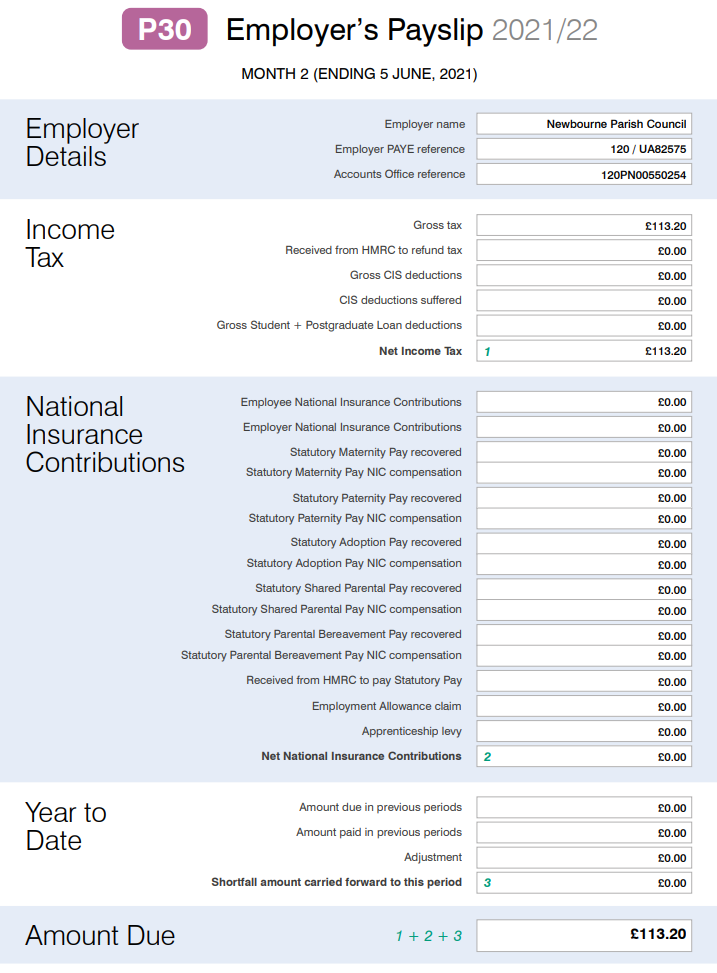 P30 Employer's Payslip 2021/22
MONTH 2 (ENDING 5 JUNE, 2021)
Employer
Details
Employer name Newbourne Parish Council
Employer PAYE reference 120 / UA82575
Accounts Office reference 120PN00550254
Income
Tax
Gross tax £113.20
Received from HMRC to refund tax £0.00
Gross CIS deductions £0.00
CIS deductions suffered £0.00
Gross Student + Postgraduate Loan deductions £0.00
Net Income Tax 1 £113.20
National
Insurance
Contributions
Employee National Insurance Contributions £0.00
Employer National Insurance Contributions £0.00
Statutory Maternity Pay recovered £0.00
Statutory Maternity Pay NIC compensation £0.00
Statutory Paternity Pay recovered £0.00
Statutory Paternity Pay NIC compensation £0.00
Statutory Adoption Pay recovered £0.00
Statutory Adoption Pay NIC compensation £0.00
Statutory Shared Parental Pay recovered £0.00
Statutory Shared Parental Pay NIC compensation £0.00
Statutory Parental Bereavement Pay recovered £0.00
Statutory Parental Bereavement Pay NIC compensation £0.00
Received from HMRC to pay Statutory Pay £0.00
Employment Allowance claim £0.00
Apprenticeship levy £0.00
Net National Insurance Contributions 2 £0.00
Year to
Date
Amount due in previous periods £0.00
Amount paid in previous periods £0.00
Adjustment £0.00
Shortfall amount carried forward to this period 3 £0.00
Amount Due 1 + 2 + 3 £113.20